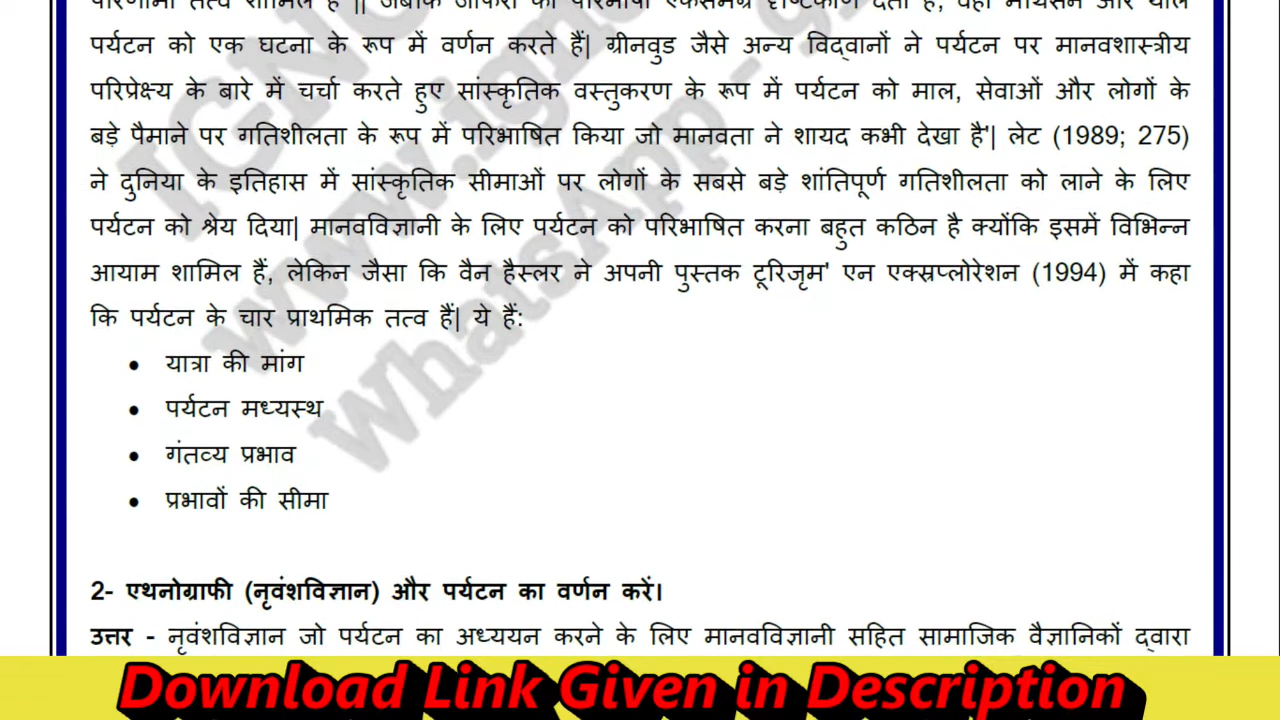 पर्यटन को एक घटना के रूप में वर्णन करते हैं| ग्रीनवुड जैसे अन्य विद्वानों ने पर्यटन पर मानवशास्त्रीय
परिप्रेक्ष्य के बारे में चर्चा करते हुए सांस्कृतिक वस्तुकरण के रूप में पर्यटन को माल, सेवाओं और लोगों के
बड़े पैमाने पर गतिशीलता के रूप में परिभाषित किया जो मानवता ने शायद कभी देखा है'| लेट (1989; 275)
ने दुनिया के इतिहास में सांस्कृतिक सीमाओं पर लोगों के सबसे बड़े शांतिपूर्ण गतिशीलता को लाने के लिए
पर्यटन को श्रेय दिया| मानवविज्ञानी के लिए पर्यटन को परिभाषित करना बहुत कठिन है क्योंकि इसमें विभिन्न
आयाम शामिल हैं, लेकिन जैसा कि वैन हैस्लर ने अपनी पुस्तक टूरिजृम' एन एक्स्रप्लोरेशन (1994) में कहा
कि पर्यटन के चार प्राथमिक तत्व हैं| ये हैं:
• यात्रा की मांग
• पर्यटन मध्यस्थ
• गंतव्य प्रभाव
• प्रभावों की सीमा
2- एथनोग्राफी (नृवंशविज्ञान) और पर्यटन का वर्णन करें।
उत्तर - नृवंशविज्ञान जो पर्यटन का अध्ययन करने के लिए मानवविज्ञानी सहित सामाजिक वैज्ञानिकों द्वारा
Download Link Given in Description
WhatsApp -